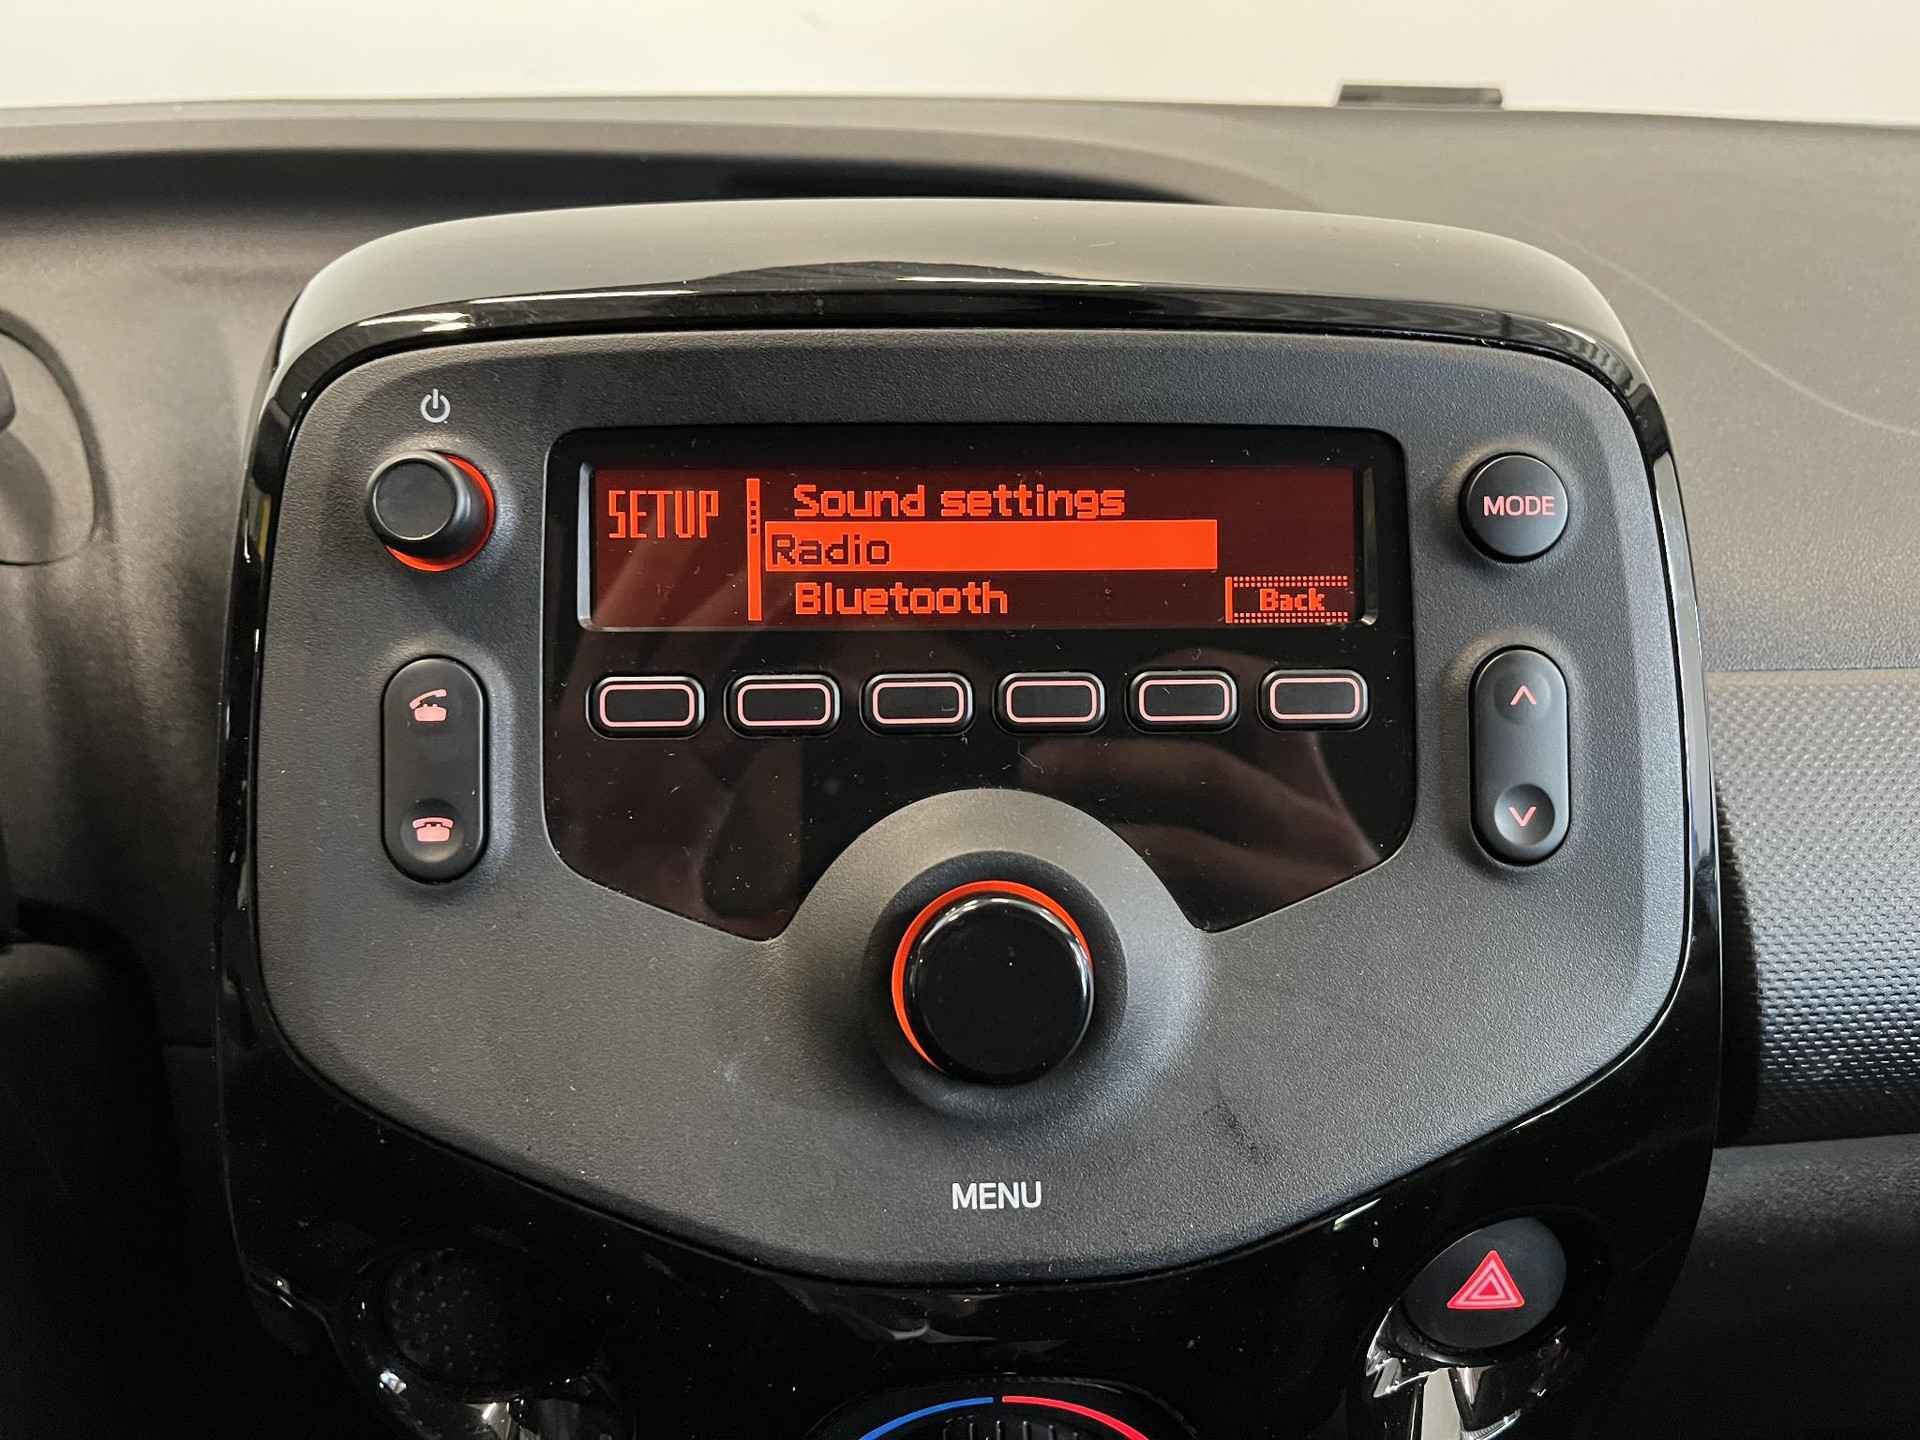 SETUP
Sound settings
Radio
Bluetooth
Back
MODE
MENU